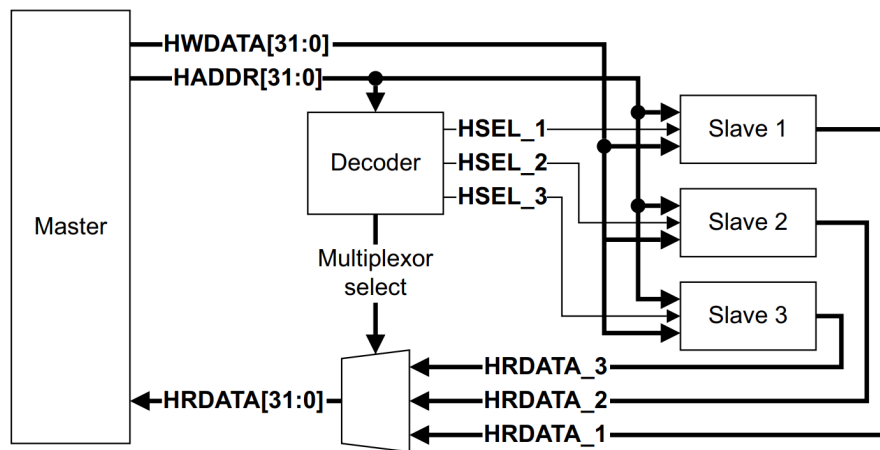 HWDATA[31:0]
HADDR[31:0]
Master
Decoder
HSEL_1
HSEL_2
HSEL_3
Slave 1
Slave 2
Slave 3
Multiplexor
select
HRDATA_3
HRDATA[31:0]
HRDATA_2
HRDATA_1